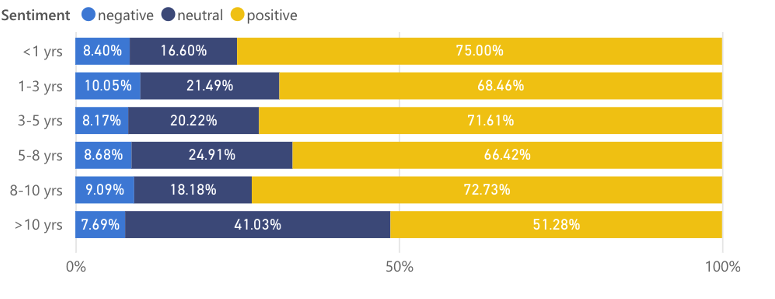 Sentiment negative neutral positive
<1 yrs 8.40% 16.60% 75.00%
1-3 yrs 10.05% 21.49% 68.46%
3-5 yrs 8.17% 20.22% 71.61%
5-8 yrs 8.68% 24.91% 66.42%
8-10 yrs 9.09% 18.18% 72.73%
>10 yrs 7.69% 41.03% 51.28%
0% 50% 100%